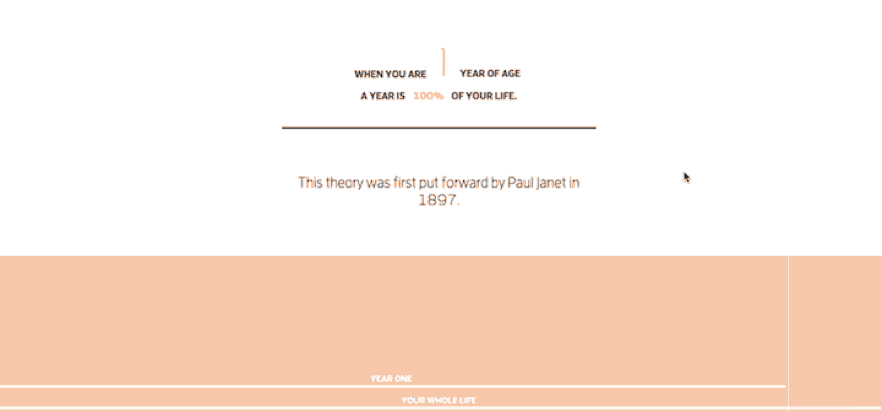 WHEN YOU ARE 1 YEAR OF AGE
A YEAR IS 100% OF YOUR LIFE.
This theory was first put forward by Paul Janet in
1897.
YEAR ONE
YOUR WHOLE LIFE